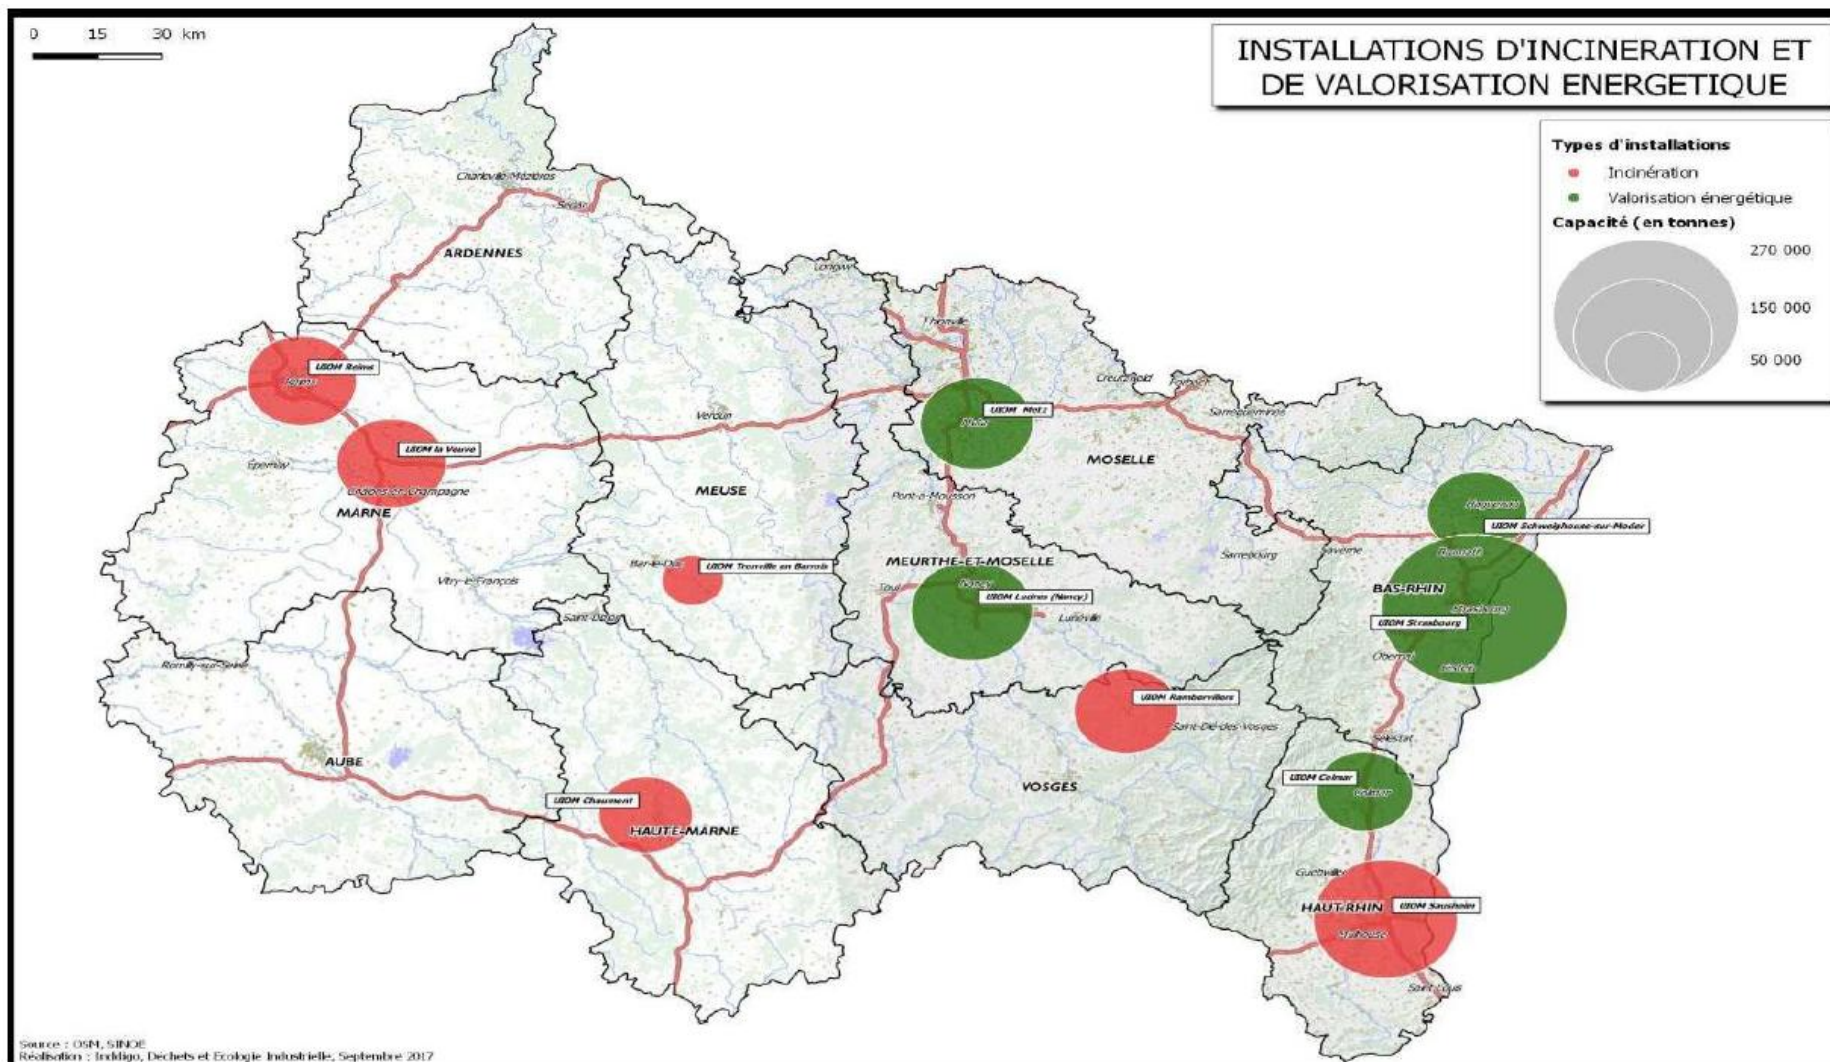 0 15 30 km
INSTALLATIONS D'INCINERATION ET
DE VALORISATION ENERGETIQUE
Types d'installations
Incinération
Valorisation énergétique
Capacité (en tonnes)
270 000
150 000
50 000
Charleville-Mézières
Sedan
ARDENNES
Longwy
Thionville
UIOM Reims
Reims
Creutzwald
Forbach
Sarreguemines
UIOM Metz
Metz
Verdun
UIOM la Veuve
Épernay
MOSELLE
Châlons-en-Champagne
MEUSE
Pont-à-Mousson
MARNE
Haguenau
UIOM Schweighouse-sur-Moder
Saverne
Brumath
Sarrebourg
MEURTHE-ET-MOSELLE
Bar-le-Duc
UIOM Tronville en Barrois
Vitry-le-François
Toul
Nancy
UIOM Ludres (Nancy)
BAS-RHIN
Strasbourg
Saint-Dizier
Lunéville
UIOM Strasbourg
Romilly-sur-Seine
Obernai
Erstein
UIOM Rambervillers
Saint-Dié-des-Vosges
Sélestat
AUBE
VOSGES
UIOM Colmar
Colmar
UIOM Chaumont
HAUTE-MARNE
Guebwiller
HAUT-RHIN
UIOM Sausheim
Mulhouse
Saint-Louis
Source : OSM, SINOE
Réalisation : Inddigo, Déchets et Ecologie Industrielle, Septembre 2017